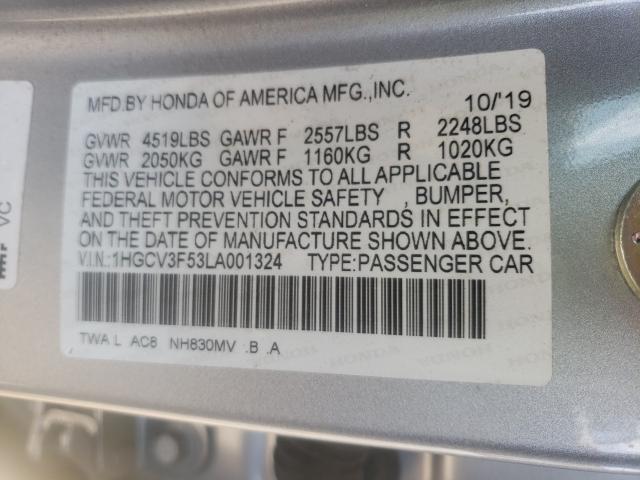 MFD.BY HONDA OF AMERICA MFG.,INC. 10/'19
GVWR 4519LBS GAWR F 2557LBS R 2248LBS
GVWR 2050KG GAWR F 1160KG R 1020KG
THIS VEHICLE CONFORMS TO ALL APPLICABLE
FEDERAL MOTOR VEHICLE SAFETY , BUMPER,
AND THEFT PREVENTION STANDARDS IN EFFECT
ON THE DATE OF MANUFACTURE SHOWN ABOVE.
V.I.N.:1HGCV3F53LA001324 TYPE:PASSENGER CAR
TWA L AC8 NH830MV .B .A
VC